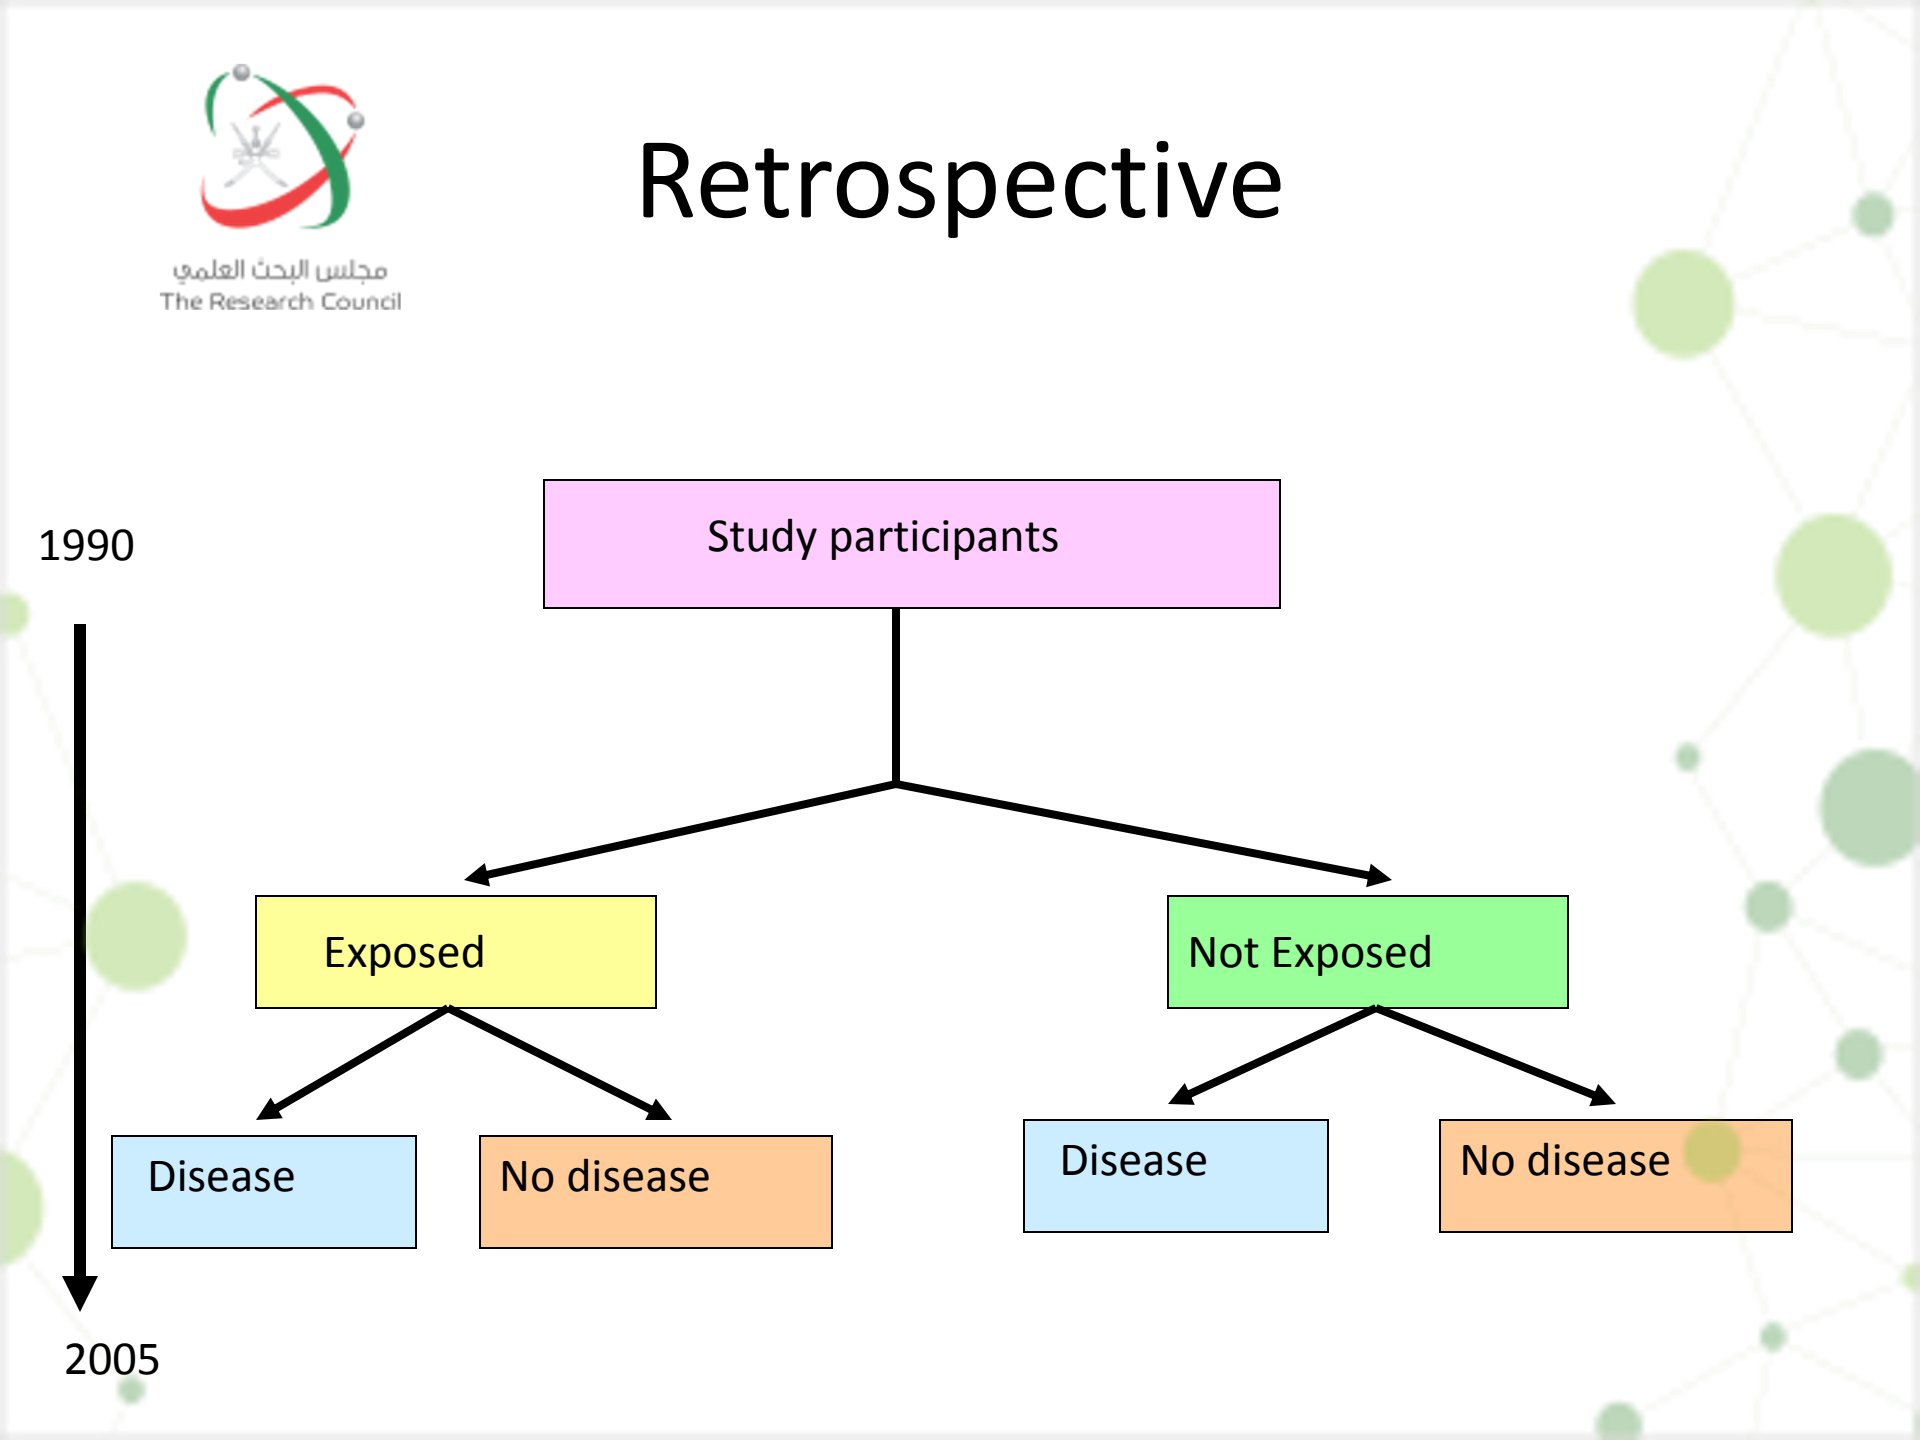 مجلس البحث العلمي
The Research Council
Retrospective
1990
Study participants
Exposed
Not Exposed
Disease
No disease
Disease
No disease
2005